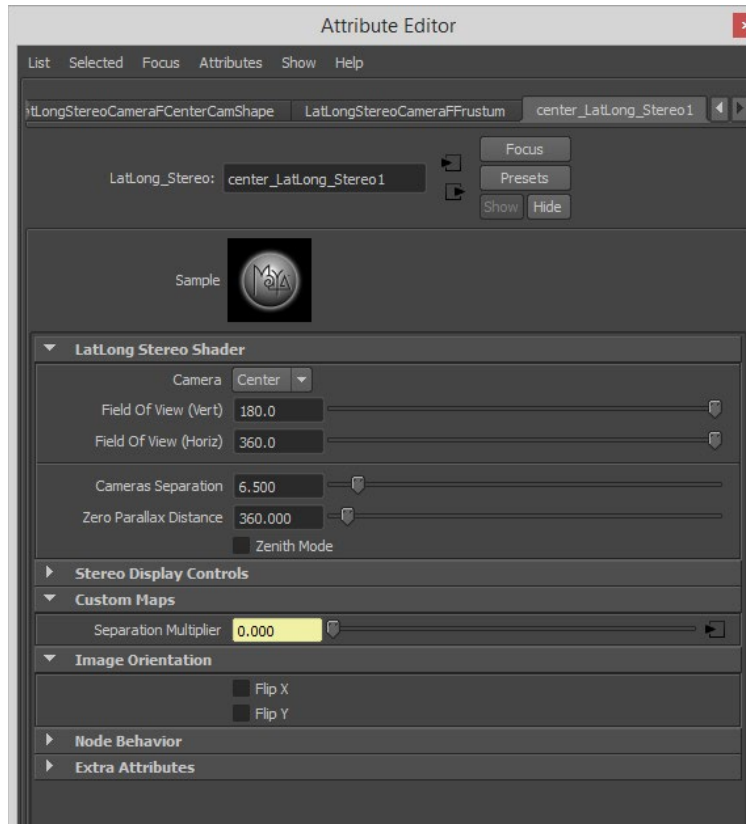 Attribute Editor
List Selected Focus Attributes Show Help
tLongStereoCameraFCenterCamShape LatLongStereoCameraFFrustum center_LatLong_Stereo1
Focus
LatLong_Stereo: center_LatLong_Stereo1 Presets
Show Hide
Sample MAYA
LatLong Stereo Shader
Camera Center
Field Of View (Vert) 180.0
Field Of View (Horiz) 360.0
Cameras Separation 6.500
Zero Parallax Distance 360.000
Zenith Mode
Stereo Display Controls
Custom Maps
Separation Multiplier 0.000
Image Orientation
Flip X
Flip Y
Node Behavior
Extra Attributes